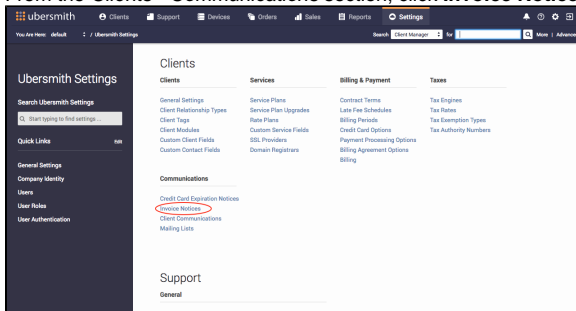 From the Clients - Communications section, click Invoice Notice
ubersmith Clients Support Devices Orders Sales Reports Settings
You Are Here: default / Ubersmith Settings Search Client Manager for More | Advance
Ubersmith Settings
Search Ubersmith Settings
Start typing to find settings ...
Quick Links Edit
General Settings
Company Identity
Users
User Roles
User Authentication
Clients
Clients Services Billing & Payment Taxes
General Settings Service Plans Contract Terms Tax Engines
Client Relationship Types Service Plan Upgrades Late Fee Schedules Tax Rates
Client Tags Rate Plans Billing Periods Tax Exemption Types
Client Modules Custom Service Fields Credit Card Options Tax Authority Numbers
Custom Client Fields SSL Providers Payment Processing Options
Custom Contact Fields Domain Registrars Billing Agreement Options
Billing
Communications
Credit Card Expiration Notices
Invoice Notices
Client Communications
Mailing Lists
Support
General